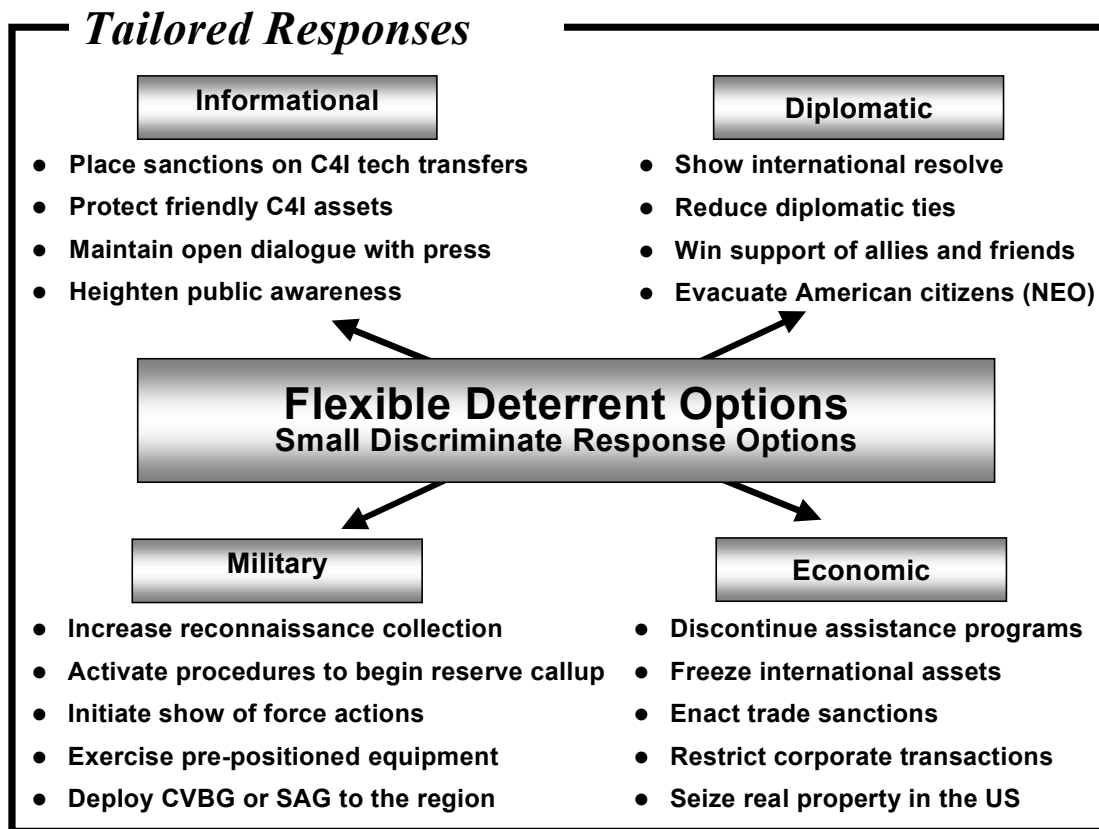 Tailored Responses
Informational
● Place sanctions on C4I tech transfers
● Protect friendly C4I assets
● Maintain open dialogue with press
● Heighten public awareness
Diplomatic
● Show international resolve
● Reduce diplomatic ties
● Win support of allies and friends
● Evacuate American citizens (NEO)
Flexible Deterrent Options
Small Discriminate Response Options
Military
● Increase reconnaissance collection
● Activate procedures to begin reserve callup
● Initiate show of force actions
● Exercise pre-positioned equipment
● Deploy CVBG or SAG to the region
Economic
● Discontinue assistance programs
● Freeze international assets
● Enact trade sanctions
● Restrict corporate transactions
● Seize real property in the US